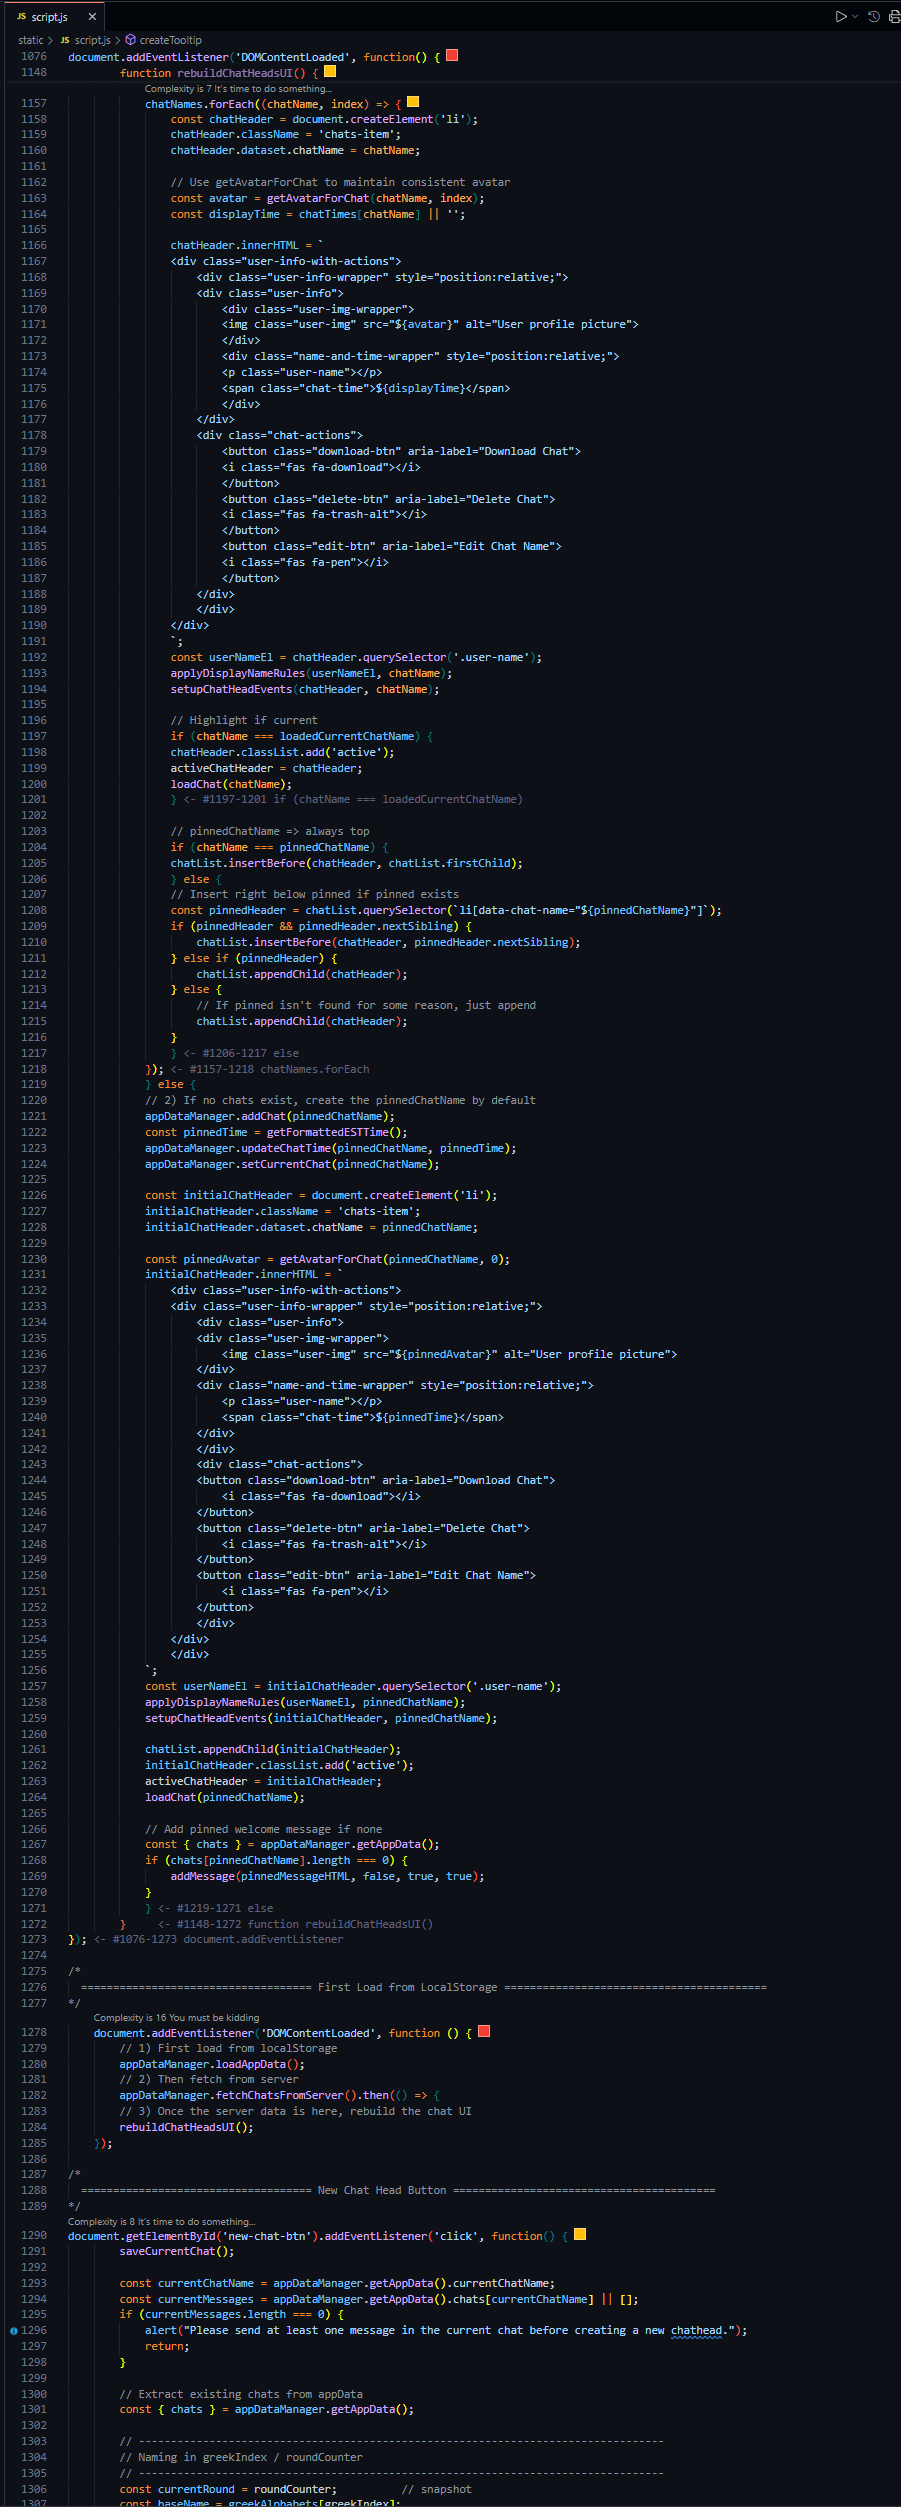 JS script.js ×
static > JS script.js > createTooltip
1076 document.addEventListener('DOMContentLoaded', function() {
1148 function rebuildChatHeadsUI() {
Complexity is 7 It's time to do something...
1157 chatNames.forEach((chatName, index) => {
1158 const chatHeader = document.createElement('li');
1159 chatHeader.className = 'chats-item';
1160 chatHeader.dataset.chatName = chatName;
1161
1162 // Use getAvatarForChat to maintain consistent avatar
1163 const avatar = getAvatarForChat(chatName, index);
1164 const displayTime = chatTimes[chatName] || '';
1165
1166 chatHeader.innerHTML = `
1167 <div class="user-info-with-actions">
1168 <div class="user-info-wrapper" style="position:relative;">
1169 <div class="user-info">
1170 <div class="user-img-wrapper">
1171 <img class="user-img" src="${avatar}" alt="User profile picture">
1172 </div>
1173 <div class="name-and-time-wrapper" style="position:relative;">
1174 <p class="user-name"></p>
1175 <span class="chat-time">${displayTime}</span>
1176 </div>
1177 </div>
1178 <div class="chat-actions">
1179 <button class="download-btn" aria-label="Download Chat">
1180 <i class="fas fa-download"></i>
1181 </button>
1182 <button class="delete-btn" aria-label="Delete Chat">
1183 <i class="fas fa-trash-alt"></i>
1184 </button>
1185 <button class="edit-btn" aria-label="Edit Chat Name">
1186 <i class="fas fa-pen"></i>
1187 </button>
1188 </div>
1189 </div>
1190 </div>
1191 `;
1192 const userNameEl = chatHeader.querySelector('.user-name');
1193 applyDisplayNameRules(userNameEl, chatName);
1194 setupChatHeadEvents(chatHeader, chatName);
1195
1196 // Highlight if current
1197 if (chatName === loadedCurrentChatName) {
1198 chatHeader.classList.add('active');
1199 activeChatHeader = chatHeader;
1200 loadChat(chatName);
1201 } <- #1197-1201 if (chatName === loadedCurrentChatName)
1202
1203 // pinnedChatName => always top
1204 if (chatName === pinnedChatName) {
1205 chatList.insertBefore(chatHeader, chatList.firstChild);
1206 } else {
1207 // Insert right below pinned if pinned exists
1208 const pinnedHeader = chatList.querySelector(`li[data-chat-name="${pinnedChatName}"]`);
1209 if (pinnedHeader && pinnedHeader.nextSibling) {
1210 chatList.insertBefore(chatHeader, pinnedHeader.nextSibling);
1211 } else if (pinnedHeader) {
1212 chatList.appendChild(chatHeader);
1213 } else {
1214 // If pinned isn't found for some reason, just append
1215 chatList.appendChild(chatHeader);
1216 }
1217 } <- #1206-1217 else
1218 }); <- #1157-1218 chatNames.forEach
1219 } else {
1220 // 2) If no chats exist, create the pinnedChatName by default
1221 appDataManager.addChat(pinnedChatName);
1222 const pinnedTime = getFormattedESTTime();
1223 appDataManager.updateChatTime(pinnedChatName, pinnedTime);
1224 appDataManager.setCurrentChat(pinnedChatName);
1225
1226 const initialChatHeader = document.createElement('li');
1227 initialChatHeader.className = 'chats-item';
1228 initialChatHeader.dataset.chatName = pinnedChatName;
1229
1230 const pinnedAvatar = getAvatarForChat(pinnedChatName, 0);
1231 initialChatHeader.innerHTML = `
1232 <div class="user-info-with-actions">
1233 <div class="user-info-wrapper" style="position:relative;">
1234 <div class="user-info">
1235 <div class="user-img-wrapper">
1236 <img class="user-img" src="${pinnedAvatar}" alt="User profile picture">
1237 </div>
1238 <div class="name-and-time-wrapper" style="position:relative;">
1239 <p class="user-name"></p>
1240 <span class="chat-time">${pinnedTime}</span>
1241 </div>
1242 </div>
1243 <div class="chat-actions">
1244 <button class="download-btn" aria-label="Download Chat">
1245 <i class="fas fa-download"></i>
1246 </button>
1247 <button class="delete-btn" aria-label="Delete Chat">
1248 <i class="fas fa-trash-alt"></i>
1249 </button>
1250 <button class="edit-btn" aria-label="Edit Chat Name">
1251 <i class="fas fa-pen"></i>
1252 </button>
1253 </div>
1254 </div>
1255 </div>
1256 `;
1257 const userNameEl = initialChatHeader.querySelector('.user-name');
1258 applyDisplayNameRules(userNameEl, pinnedChatName);
1259 setupChatHeadEvents(initialChatHeader, pinnedChatName);
1260
1261 chatList.appendChild(initialChatHeader);
1262 initialChatHeader.classList.add('active');
1263 activeChatHeader = initialChatHeader;
1264 loadChat(pinnedChatName);
1265
1266 // Add pinned welcome message if none
1267 const { chats } = appDataManager.getAppData();
1268 if (chats[pinnedChatName].length === 0) {
1269 addMessage(pinnedMessageHTML, false, true, true);
1270 }
1271 } <- #1219-1271 else
1272 } <- #1148-1272 function rebuildChatHeadsUI()
1273 }); <- #1076-1273 document.addEventListener
1274
1275 /*
1276 ==================================== First Load from LocalStorage =========================================
1277 */
Complexity is 16 You must be kidding
1278 document.addEventListener('DOMContentLoaded', function () {
1279 // 1) First load from localStorage
1280 appDataManager.loadAppData();
1281 // 2) Then fetch from server
1282 appDataManager.fetchChatsFromServer().then(() => {
1283 // 3) Once the server data is here, rebuild the chat UI
1284 rebuildChatHeadsUI();
1285 });
1286
1287 /*
1288 ==================================== New Chat Head Button =========================================
1289 */
Complexity is 8 It's time to do something...
1290 document.getElementById('new-chat-btn').addEventListener('click', function() {
1291 saveCurrentChat();
1292
1293 const currentChatName = appDataManager.getAppData().currentChatName;
1294 const currentMessages = appDataManager.getAppData().chats[currentChatName] || [];
1295 if (currentMessages.length === 0) {
1296 alert("Please send at least one message in the current chat before creating a new chathead.");
1297 return;
1298 }
1299
1300 // Extract existing chats from appData
1301 const { chats } = appDataManager.getAppData();
1302
1303 // ----------------------------------------------------------------------------------
1304 // Naming in greekIndex / roundCounter
1305 // ----------------------------------------------------------------------------------
1306 const currentRound = roundCounter; // snapshot
1307 const baseName = greekAlphabets[greekIndex];